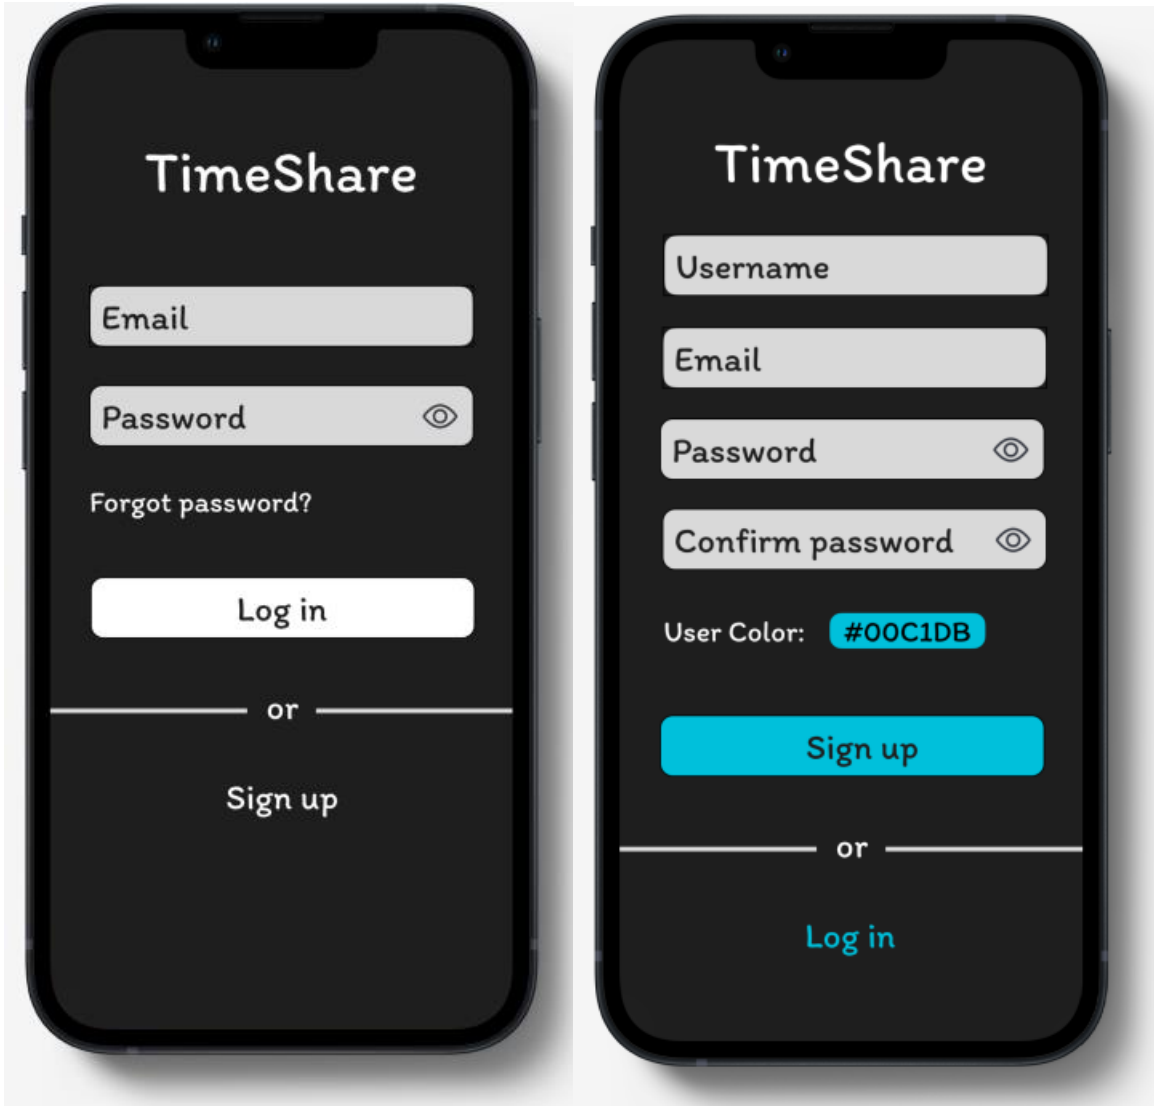 TimeShare
Email
Password
Forgot password?
Log in
or
Sign up
TimeShare
Username
Email
Password
Confirm password
User Color: #00C1DB
Sign up
or
Log in